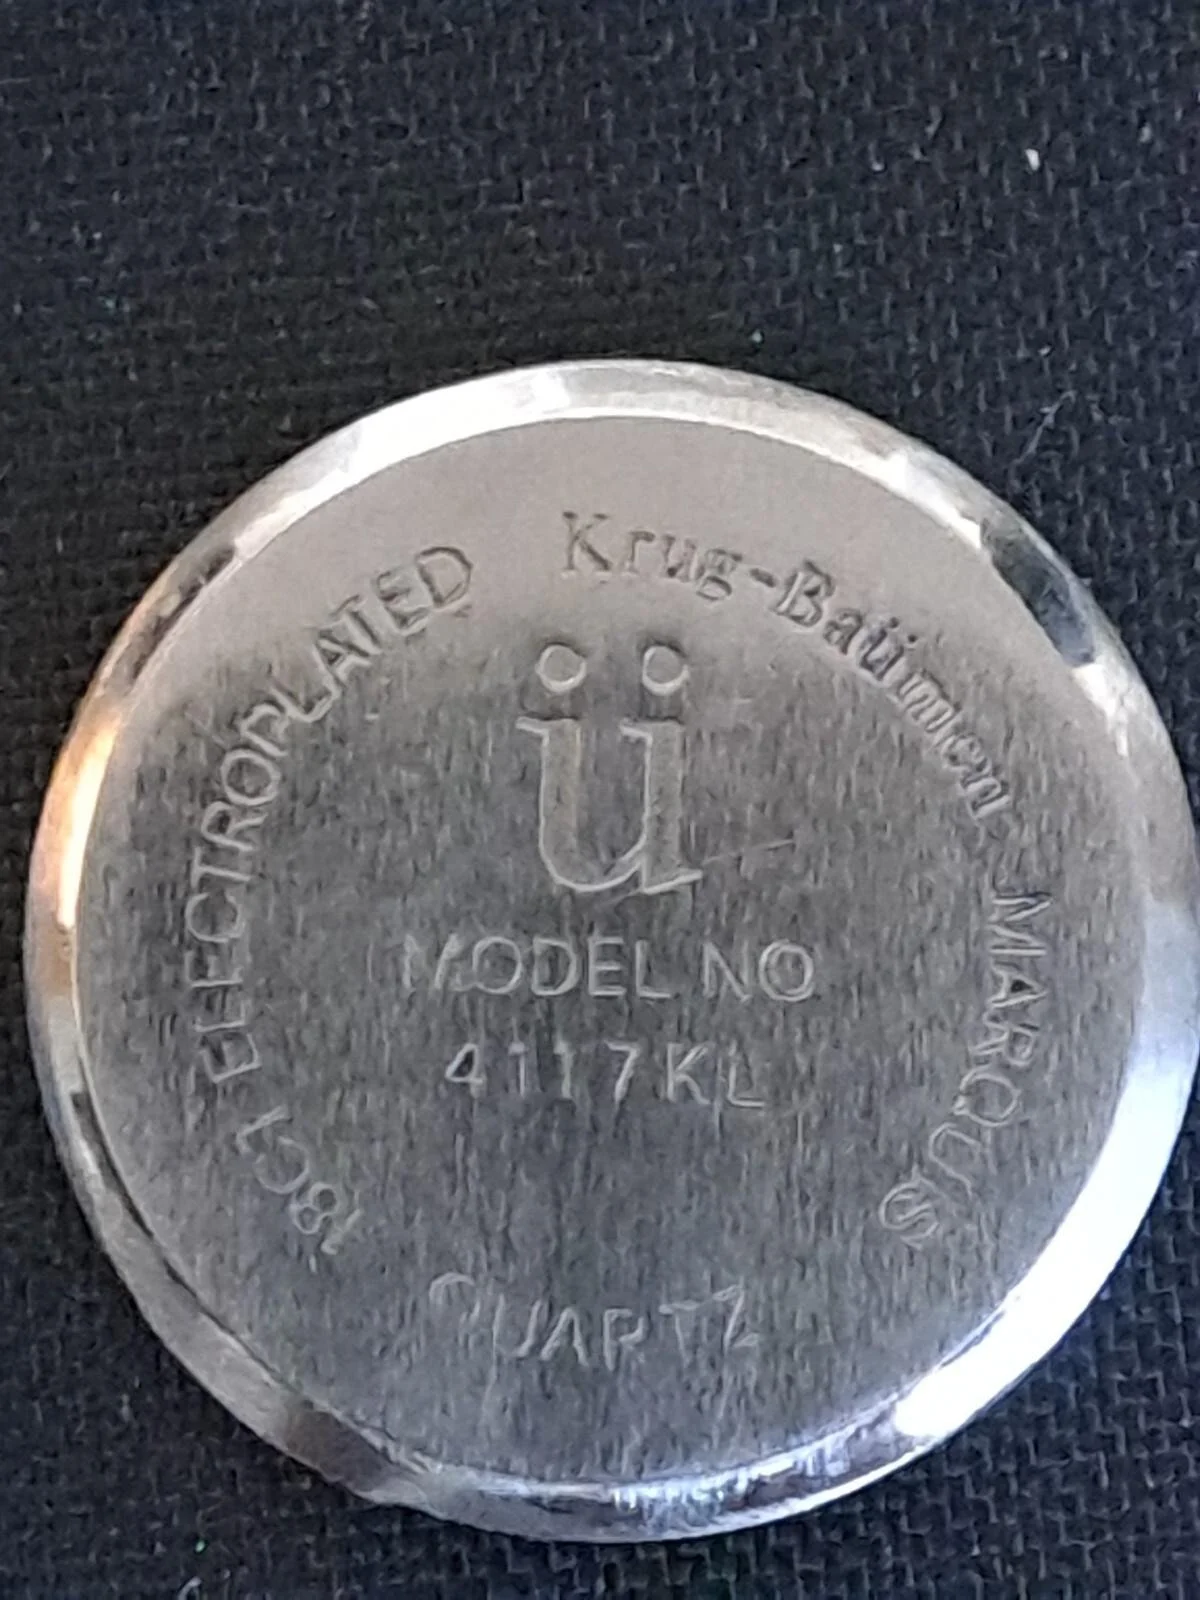 18CT ELECTROPLATED Krug-Baümen-MARQUIS
ü
MODEL NO
4117KL
QUARTZ